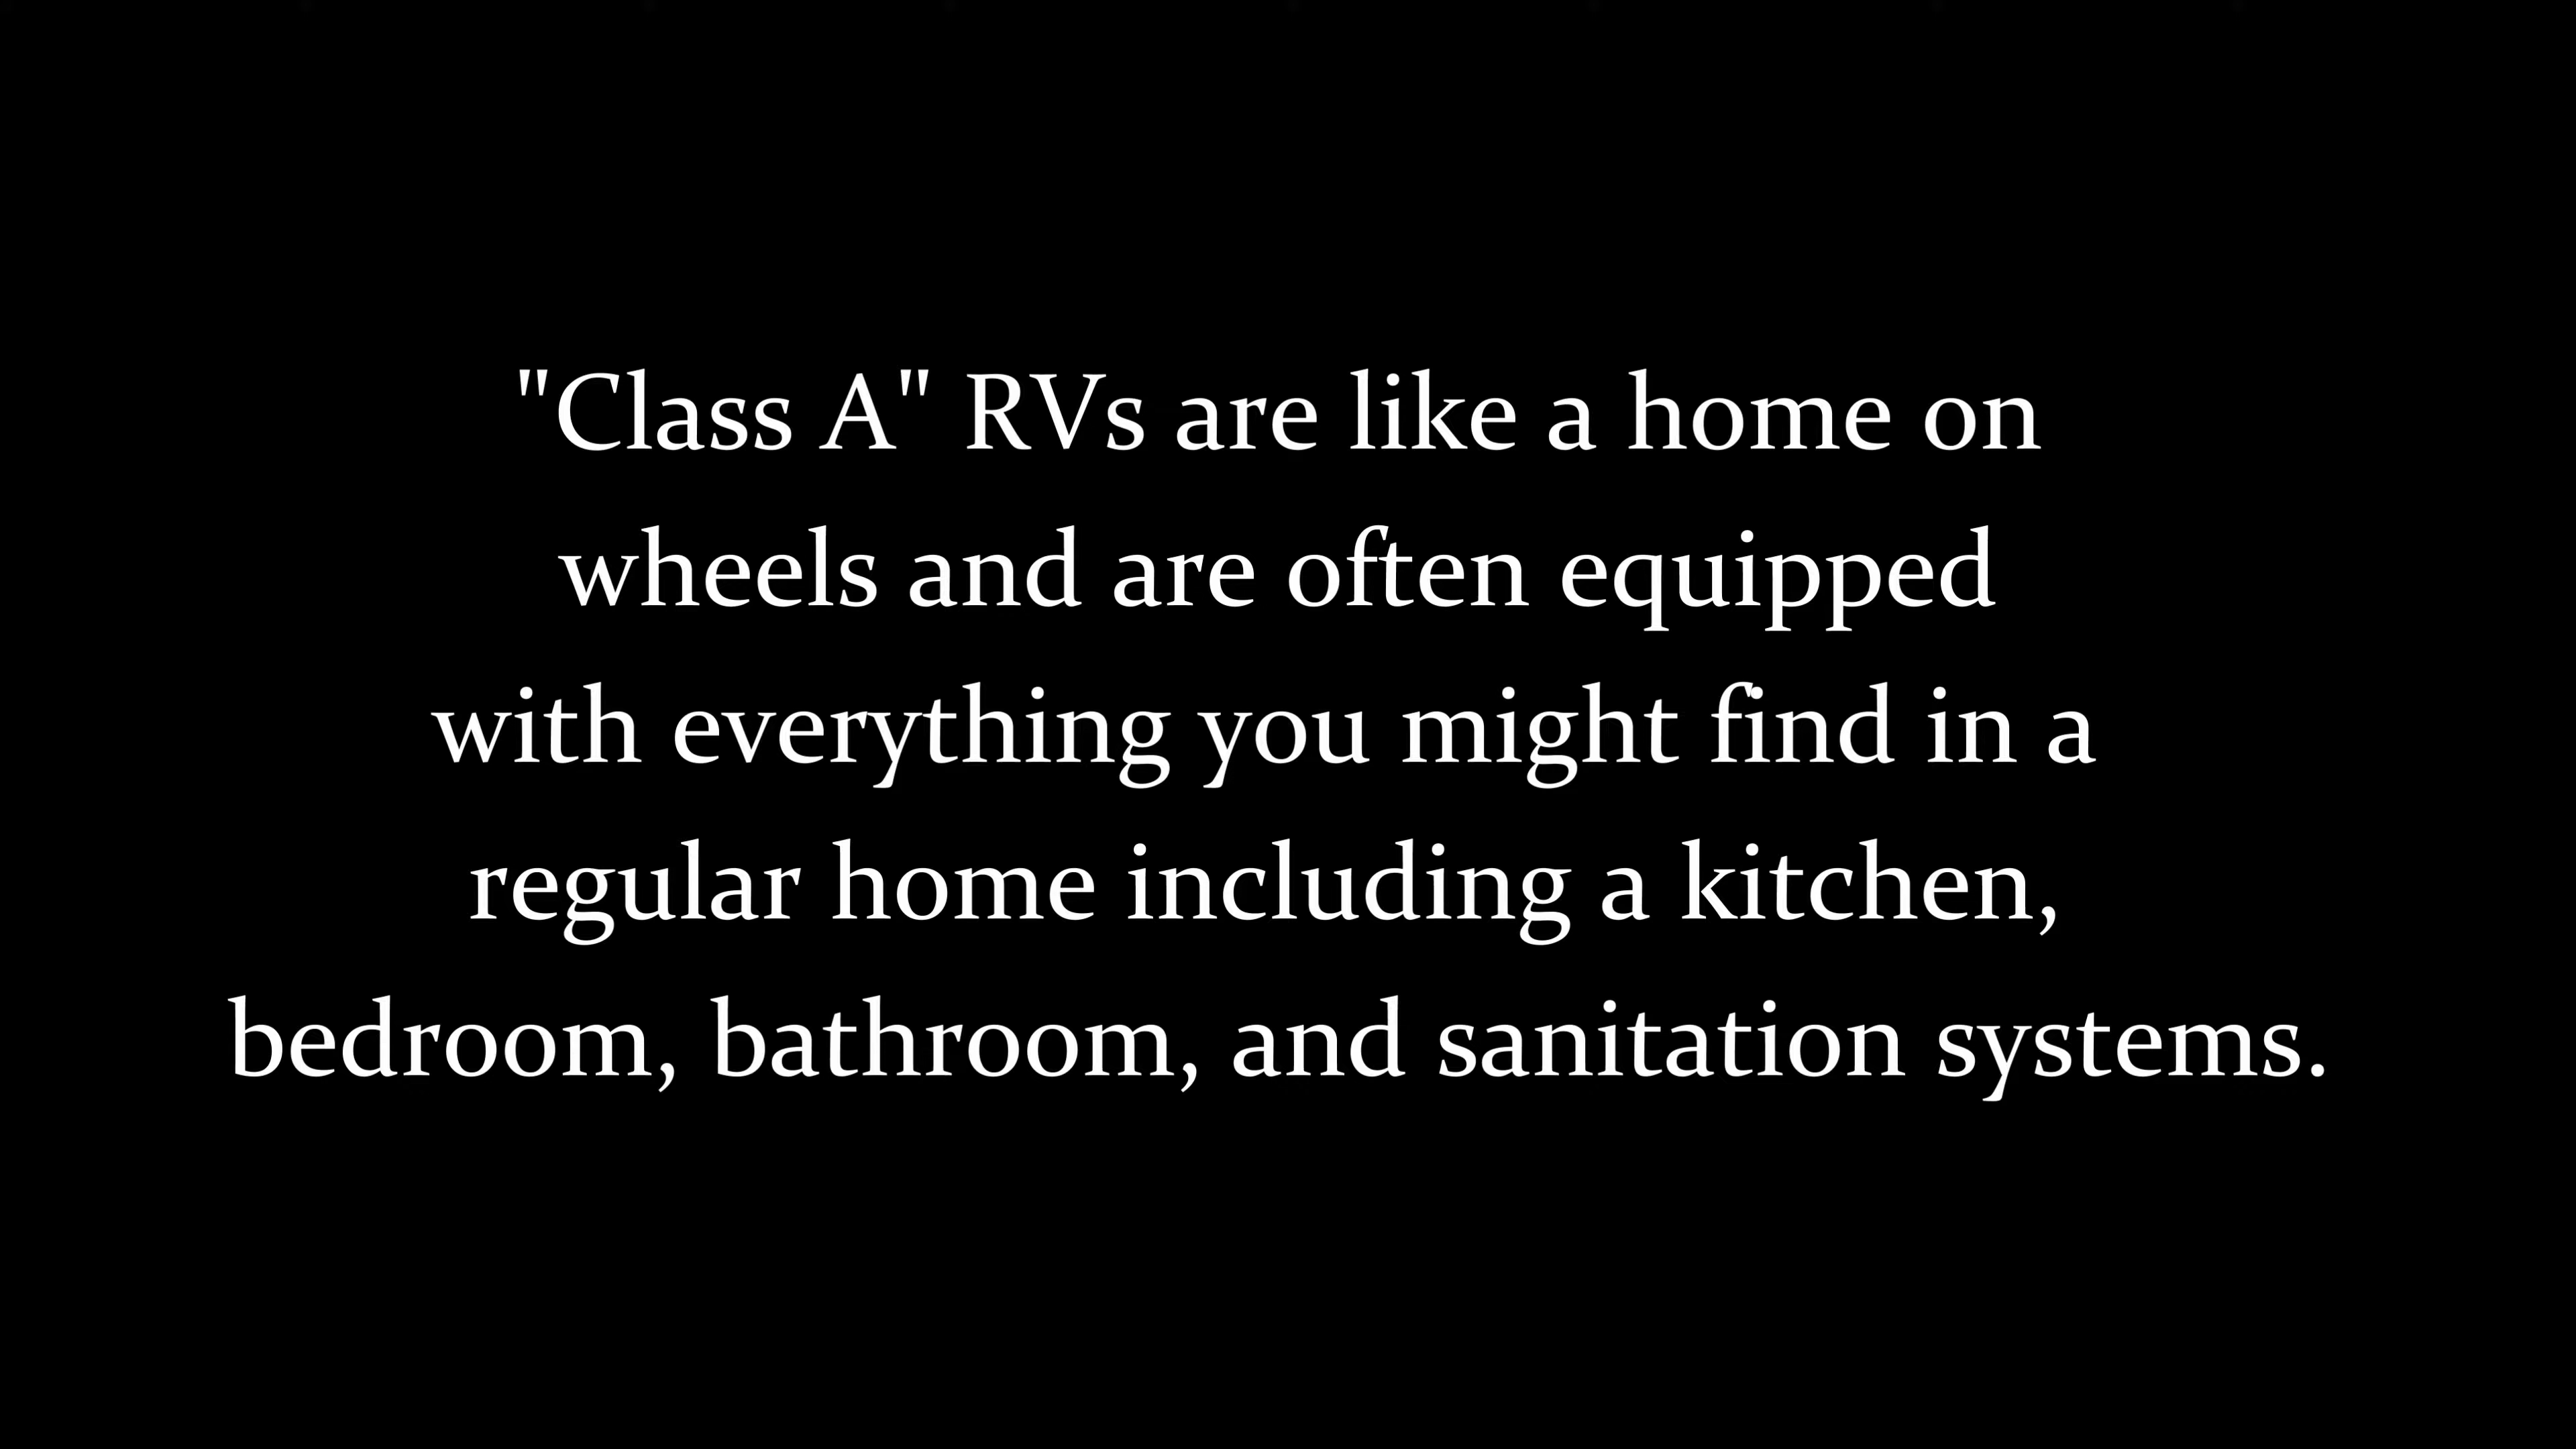 "Class A" RVs are like a home on
wheels and are often equipped
with everything you might find in a
regular home including a kitchen,
bedroom, bathroom, and sanitation systems.